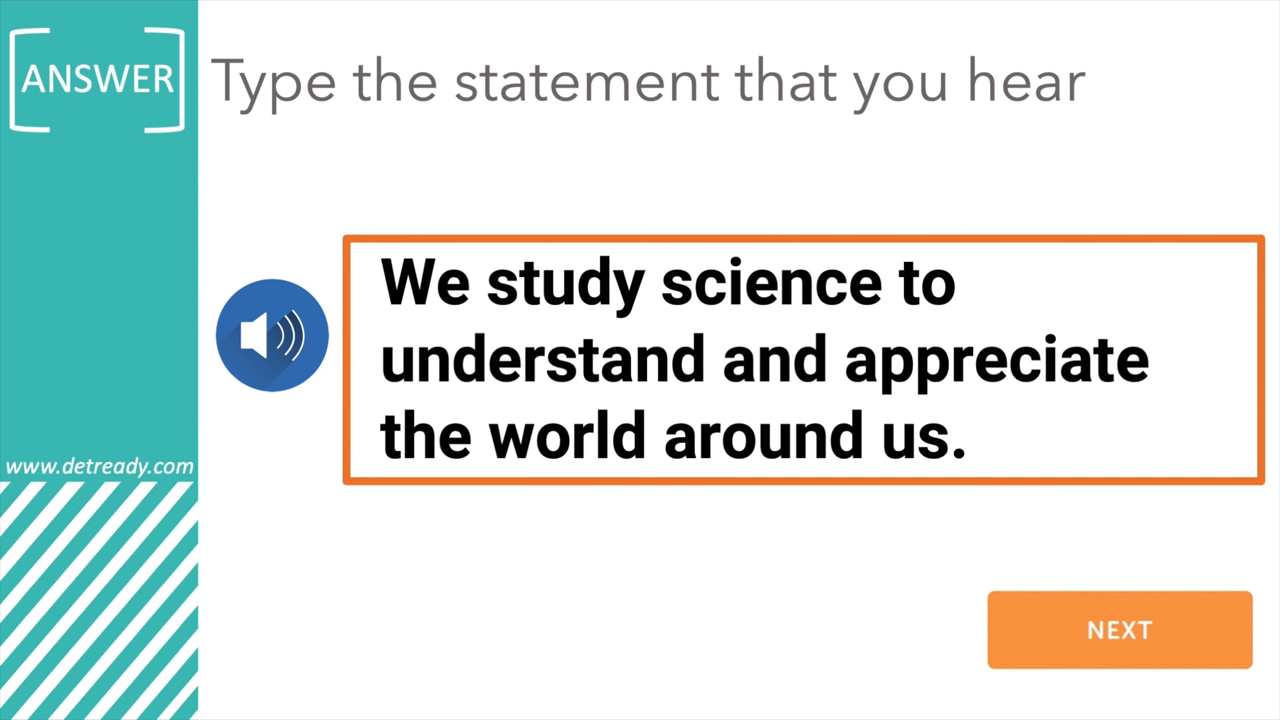 ANSWER
Type the statement that you hear
We study science to
understand and appreciate
the world around us.
www.detready.com
NEXT